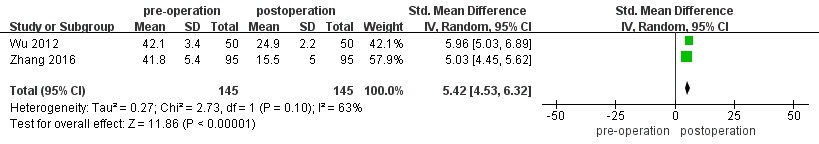 pre-operation postoperation Std. Mean Difference Std. Mean Difference
Study or Subgroup Mean SD Total Mean SD Total Weight IV, Random, 95% CI IV, Random, 95% CI
Wu 2012 42.1 3.4 50 24.9 2.2 50 42.1% 5.96 [5.03, 6.89]
Zhang 2016 41.8 5.4 95 15.5 5 95 57.9% 5.03 [4.45, 5.62]
Total (95% CI) 145 145 100.0% 5.42 [4.53, 6.32]
Heterogeneity: Tau² = 0.27; Chi² = 2.73, df = 1 (P = 0.10); I² = 63%
Test for overall effect: Z = 11.86 (P < 0.00001)
-50 -25 0 25 50
pre-operation postoperation